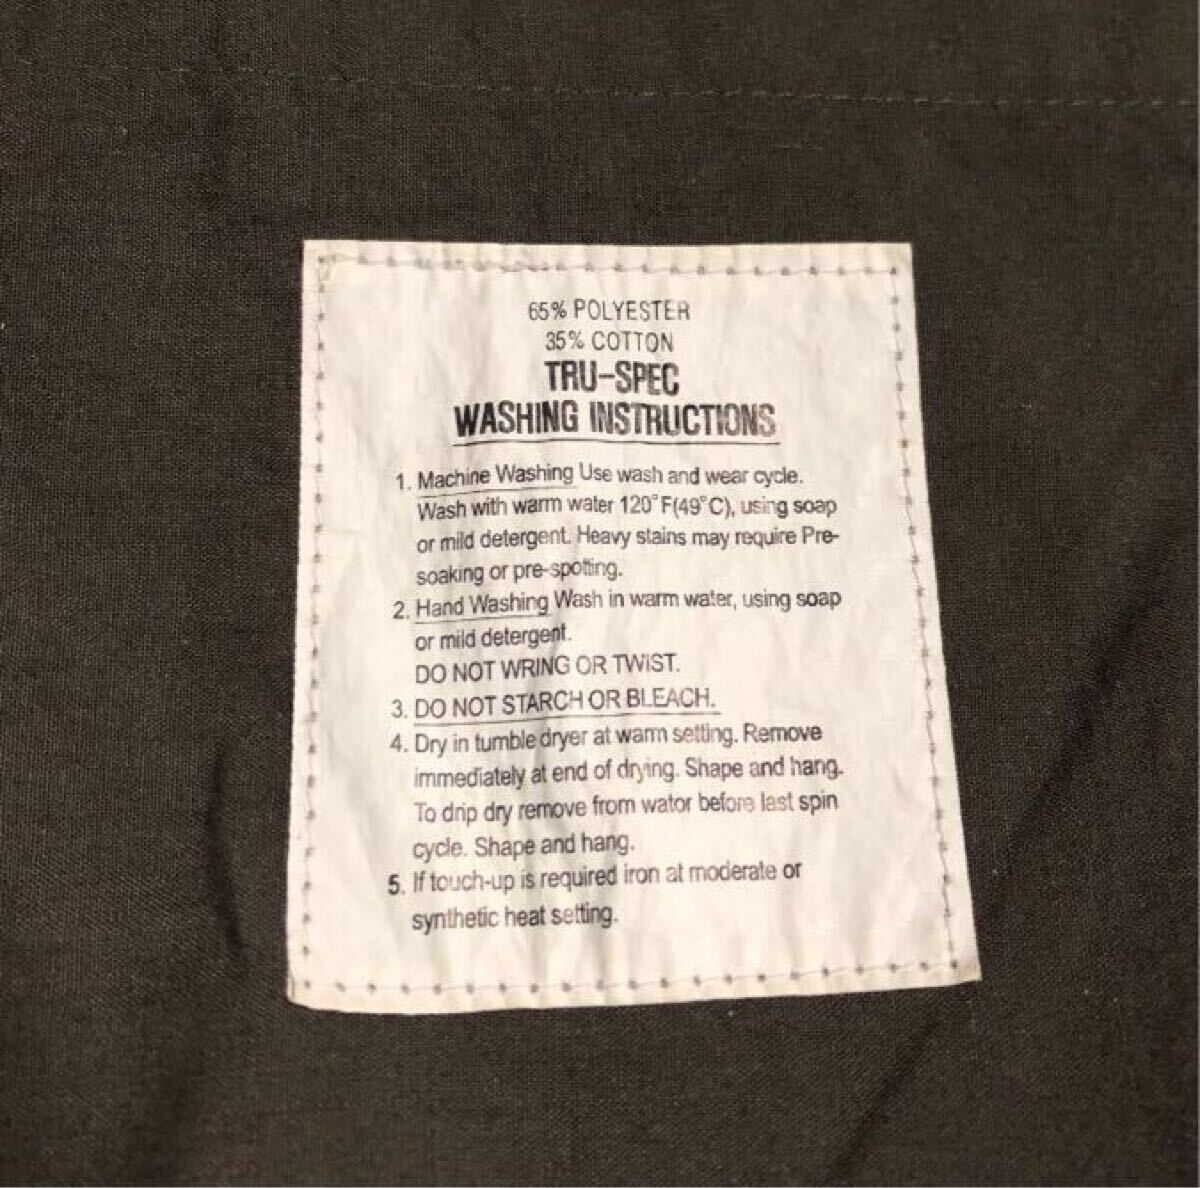 65% POLYESTER
35% COTTON
TRU-SPEC
WASHING INSTRUCTIONS
1. Machine Washing Use wash and wear cycle.
Wash with warm water 120°F(49°C), using soap
or mild detergent. Heavy stains may require Pre-
soaking or pre-spotting.
2. Hand Washing Wash in warm water, using soap
or mild detergent.
DO NOT WRING OR TWIST.
3. DO NOT STARCH OR BLEACH.
4. Dry in tumble dryer at warm setting. Remove
immediately at end of drying. Shape and hang.
To drip dry remove from wator before last spin
cycle. Shape and hang.
5. If touch-up is required iron at moderate or
synthetic heat setting.